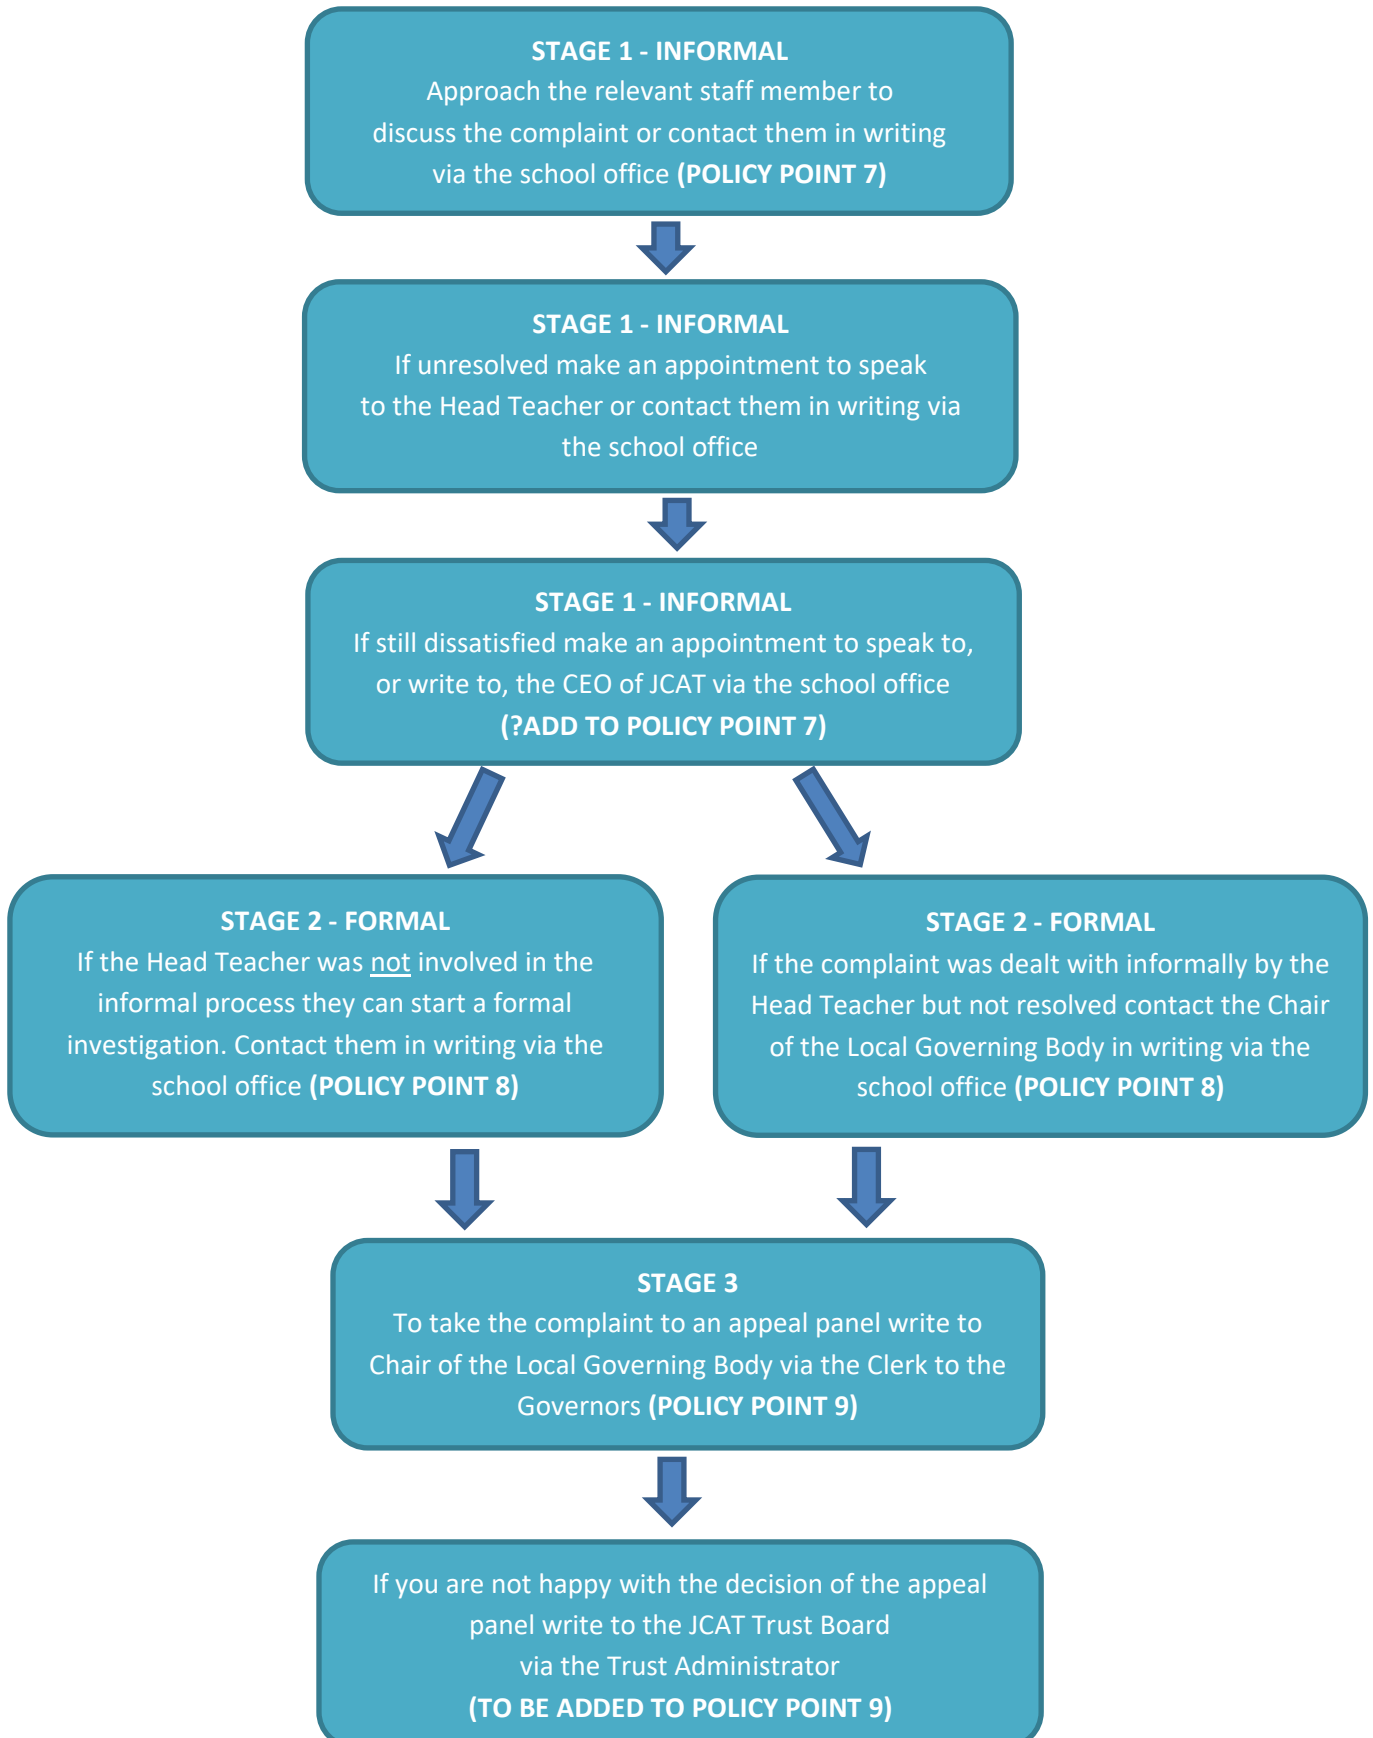 STAGE 1 - INFORMAL
Approach the relevant staff member to
discuss the complaint or contact them in writing
via the school office (POLICY POINT 7)
STAGE 1 - INFORMAL
If unresolved make an appointment to speak
to the Head Teacher or contact them in writing via
the school office
STAGE 1 - INFORMAL
If still dissatisfied make an appointment to speak to,
or write to, the CEO of JCAT via the school office
(?ADD TO POLICY POINT 7)
STAGE 2 - FORMAL
If the Head Teacher was not involved in the
informal process they can start a formal
investigation. Contact them in writing via the
school office (POLICY POINT 8)
STAGE 2 - FORMAL
If the complaint was dealt with informally by the
Head Teacher but not resolved contact the Chair
of the Local Governing Body in writing via the
school office (POLICY POINT 8)
STAGE 3
To take the complaint to an appeal panel write to
Chair of the Local Governing Body via the Clerk to the
Governors (POLICY POINT 9)
If you are not happy with the decision of the appeal
panel write to the JCAT Trust Board
via the Trust Administrator
(TO BE ADDED TO POLICY POINT 9)